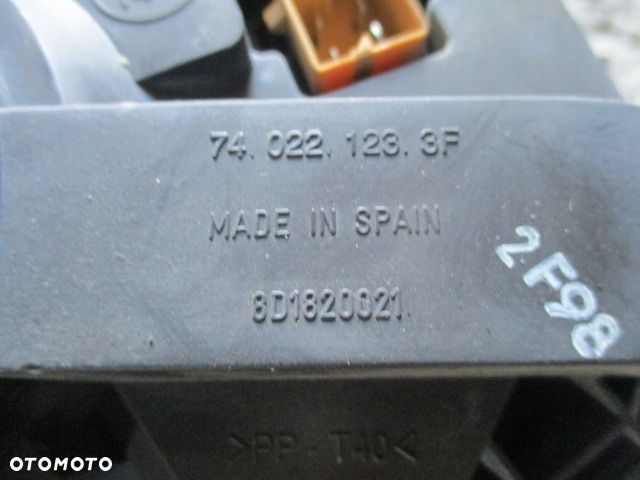 74. 022. 123. 3F
MADE IN SPAIN
8D1820021
2F98
>PP-T40<
OTOMOTO